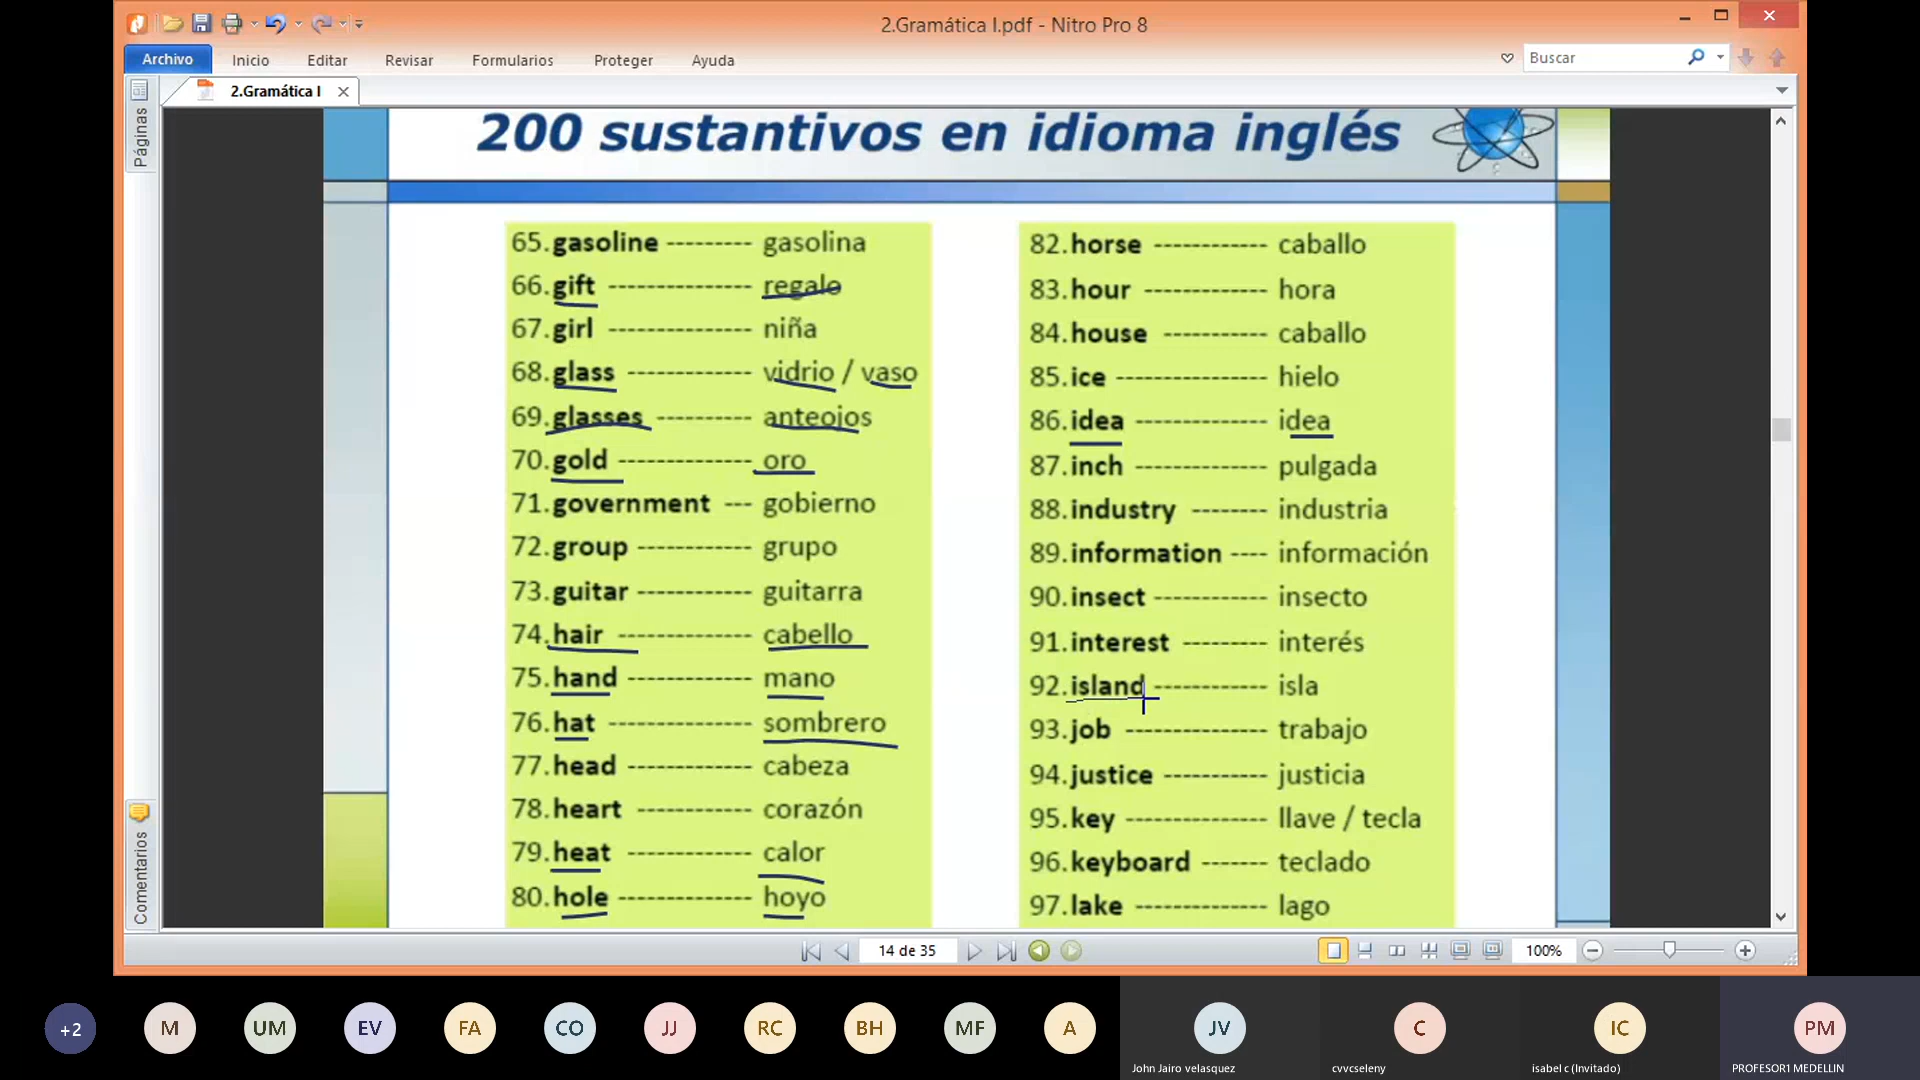 2.Gramática I.pdf - Nitro Pro 8
Archivo Inicio Editar Revisar Formularios Proteger Ayuda Buscar
2.Gramática I
Páginas
200 sustantivos en idioma inglés
65. gasoline --------- gasolina
66. gift --------------- regalo
67. girl --------------- niña
68. glass ------------- vidrio / vaso
69. glasses ---------- anteojos
70. gold -------------- oro
71. government --- gobierno
72. group ------------ grupo
73. guitar ------------ guitarra
74. hair -------------- cabello
75. hand ------------- mano
76. hat --------------- sombrero
77. head ------------- cabeza
78. heart ------------ corazón
79. heat ------------- calor
80. hole -------------- hoyo
82. horse ------------ caballo
83. hour ------------- hora
84. house ----------- caballo
85. ice ---------------- hielo
86. idea -------------- idea
87. inch -------------- pulgada
88. industry -------- industria
89. information ---- información
90. insect ------------ insecto
91. interest --------- interés
92. island ------------ isla
93. job --------------- trabajo
94. justice ----------- justicia
95. key --------------- llave / tecla
96. keyboard ------- teclado
97. lake -------------- lago
Comentarios
14 de 35
100%
+2 M UM EV FA CO JJ RC BH MF A JV C IC PM
John Jairo velasquez cvvcseleny isabel c (Invitado) PROFESOR1 MEDELLIN